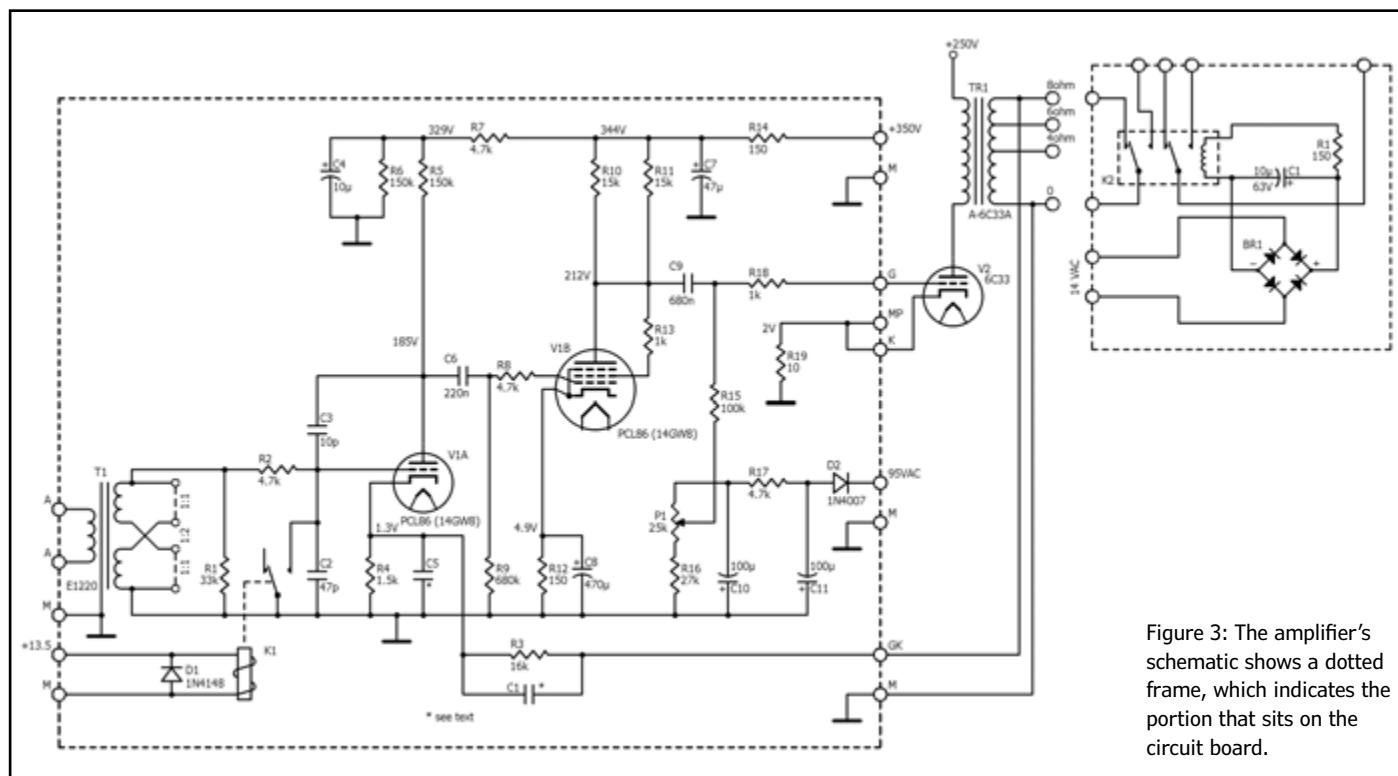 +250V
TR1
8ohm
6ohm
4ohm
0
A-6C33A
V2
6C33
K2
R1
150
10µ
63V
C1
+
BR1
−
+
14 VAC
329V
R7
4.7k
344V
R14
150
+350V
M
+
C4
10µ
R6
150k
R5
150k
R10
15k
R11
15k
+
C7
47µ
212V
C9
680n
R18
1k
G
MP
K
2V
R19
10
R13
1k
185V
C6
220n
R8
4.7k
V1B
PCL86 (14GW8)
R15
100k
C3
10p
R2
4.7k
V1A
PCL86 (14GW8)
T1
A
A
E1220
M
1:1
1:2
1:1
R1
33k
C2
47p
1.3V
R4
1.5k
C5
*
R9
680k
4.9V
R12
150
+
C8
470µ
P1
25k
R16
27k
R17
4.7k
D2
1N4007
95VAC
M
100µ
+
C10
100µ
+
C11
+13.5
M
D1
1N4148
K1
R3
16k
C1
*
GK
M
* see text
Figure 3: The amplifier’s
schematic shows a dotted
frame, which indicates the
portion that sits on the
circuit board.